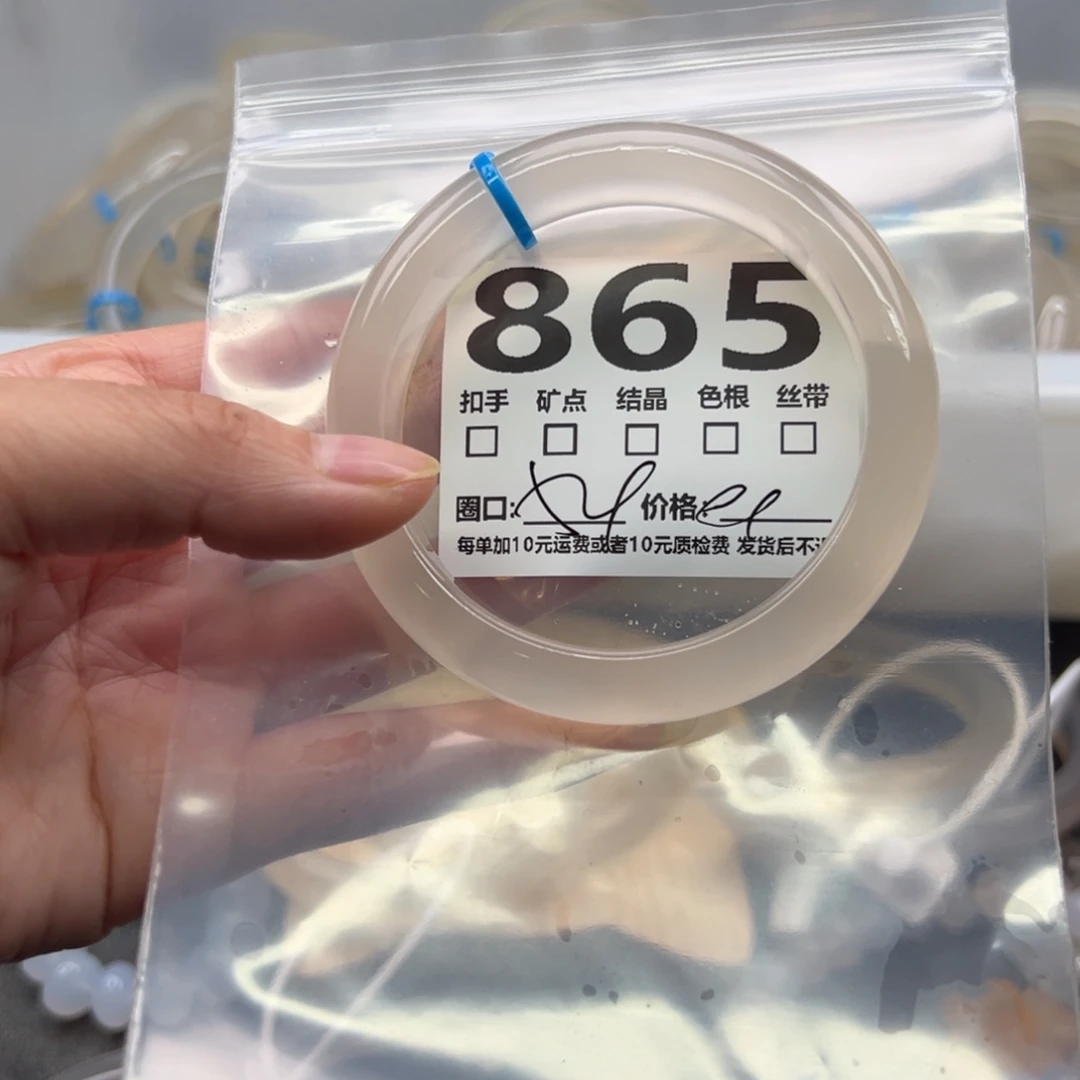 865
扣手 矿点 结晶 色根 丝带
圈口: 价格:
每单加10元运费或者10元质检费 发货后不